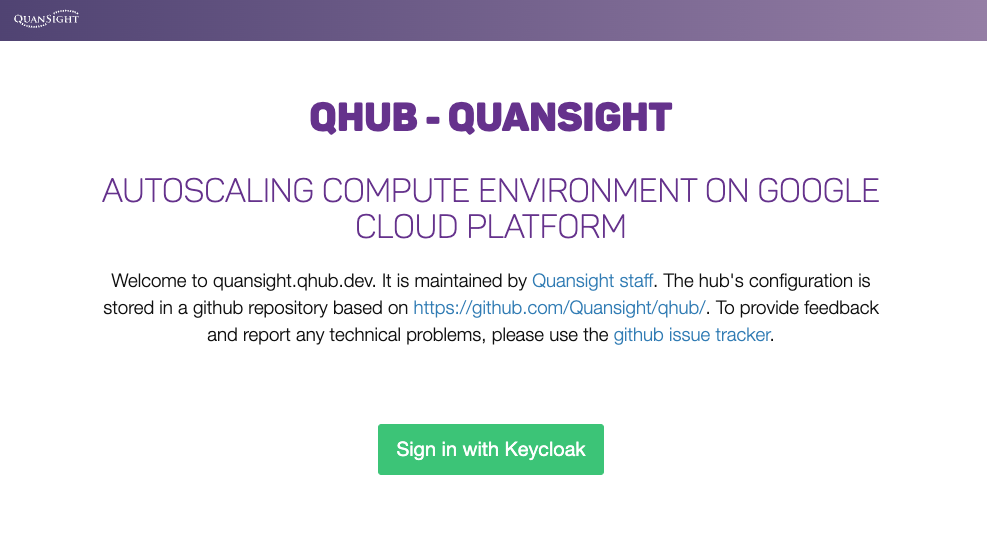 QUANSIGHT
QHUB - QUANSIGHT
AUTOSCALING COMPUTE ENVIRONMENT ON GOOGLE
CLOUD PLATFORM
Welcome to quansight.qhub.dev. It is maintained by Quansight staff. The hub's configuration is
stored in a github repository based on https://github.com/Quansight/qhub/. To provide feedback
and report any technical problems, please use the github issue tracker.
Sign in with Keycloak